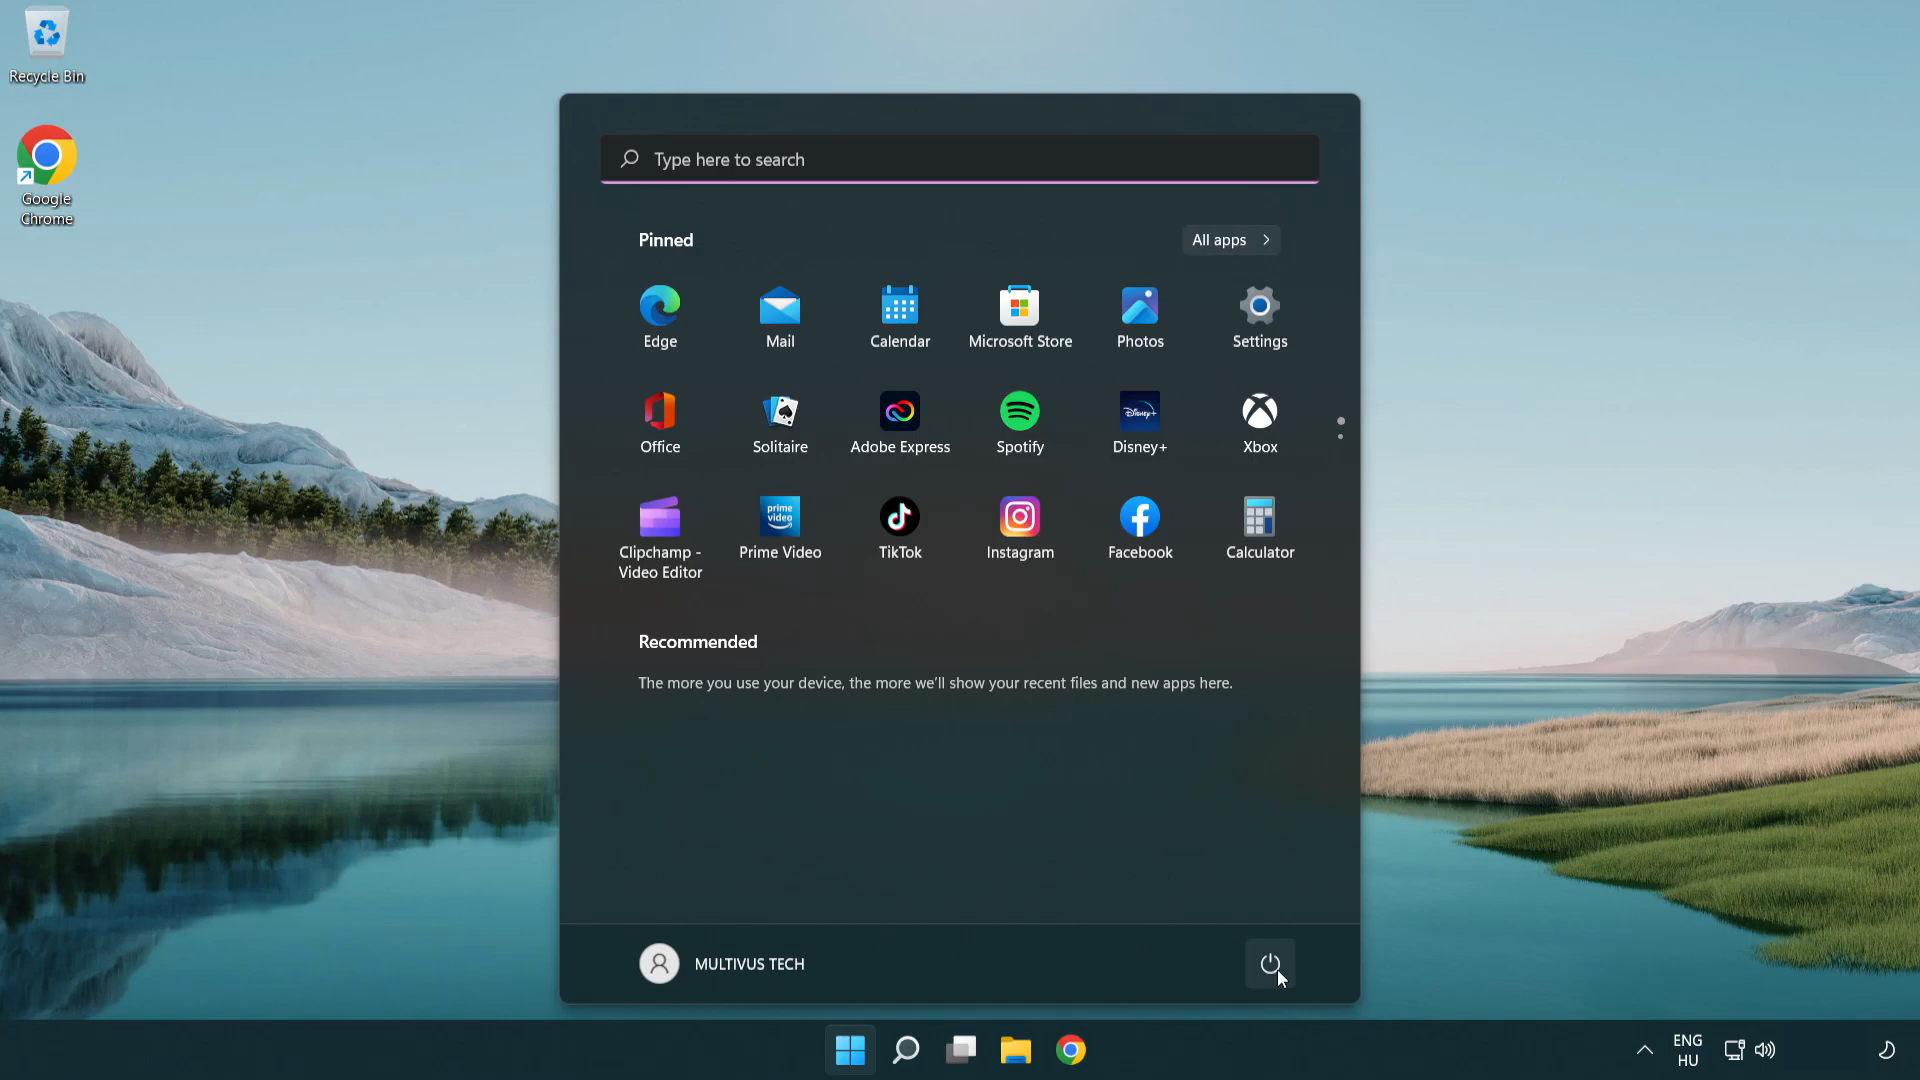 Recycle Bin
Google
Chrome
Type here to search
Pinned
All apps
Edge
Mail
Calendar
Microsoft Store
Photos
Settings
Office
Solitaire
Adobe Express
Spotify
Disney+
Disney+
Xbox
prime
video
Clipchamp -
Video Editor
Prime Video
TikTok
Instagram
Facebook
Calculator
Recommended
The more you use your device, the more we'll show your recent files and new apps here.
MULTIVUS TECH
ENG
HU